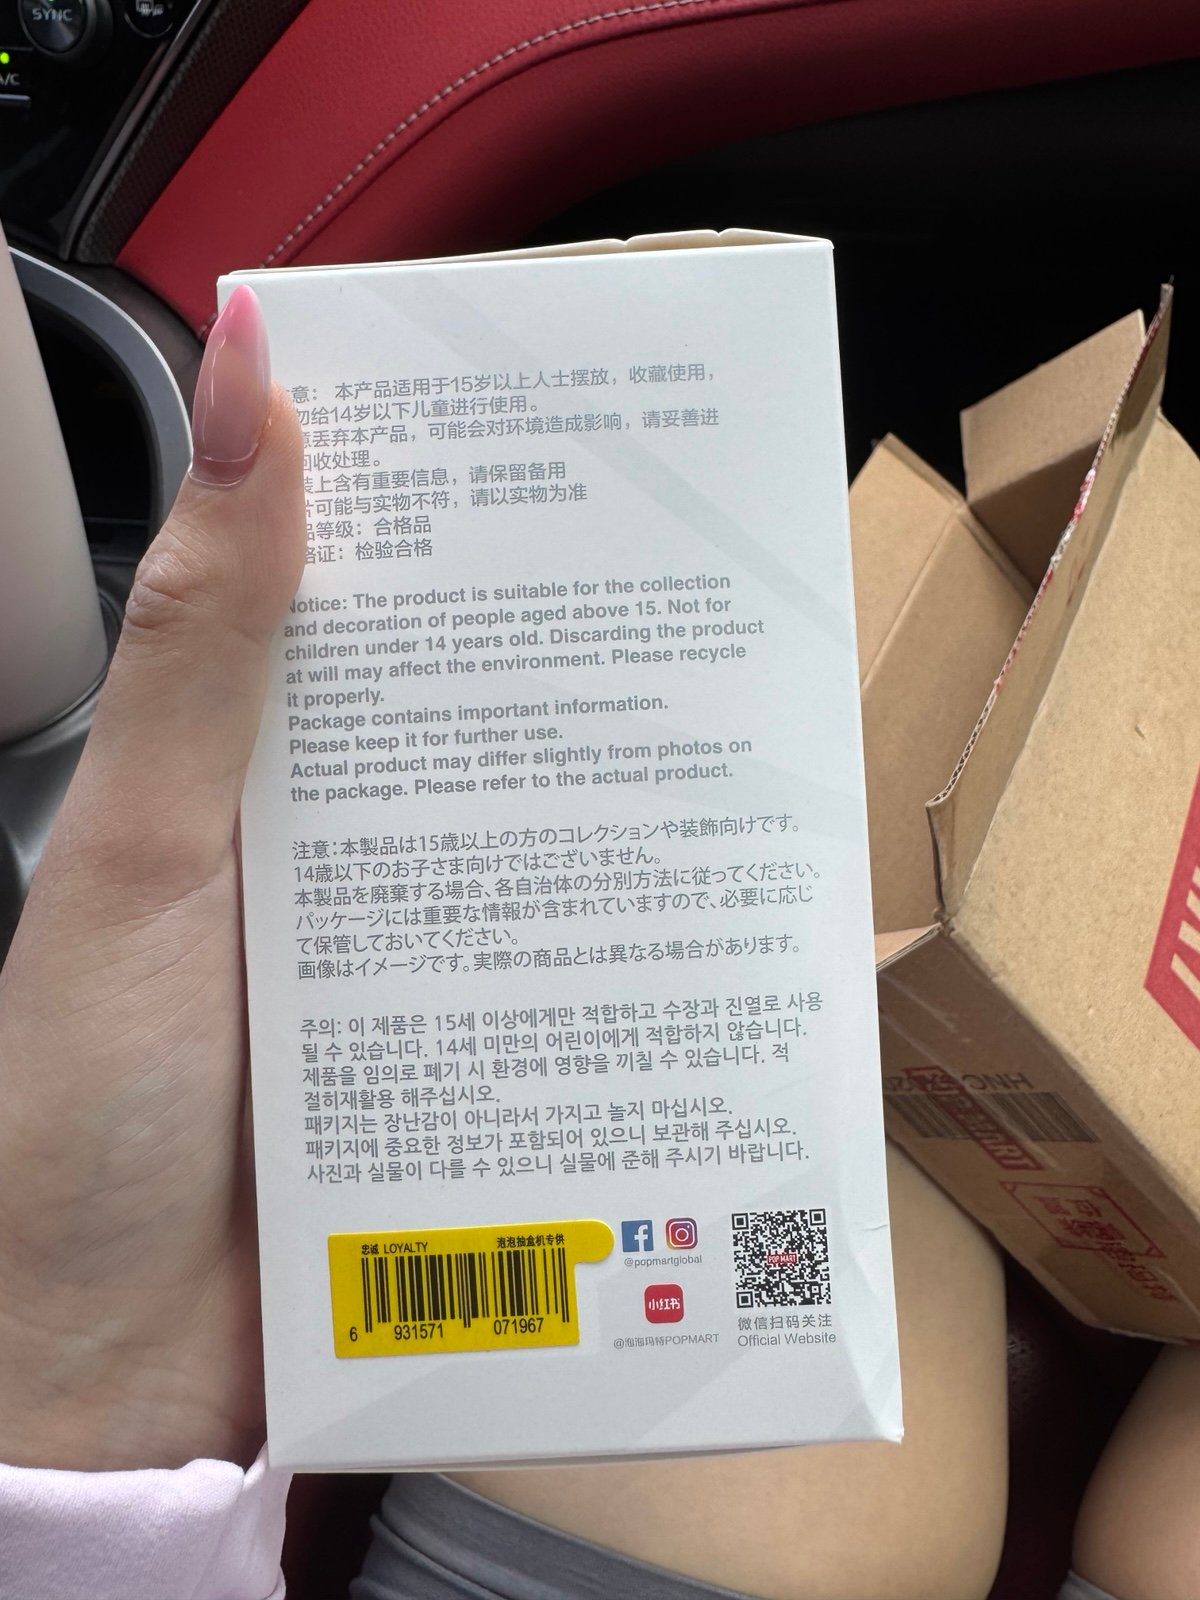 SYNC
A/C
意： 本产品适用于15岁以上人士摆放，收藏使用，
勿给14岁以下儿童进行使用。
意丢弃本产品，可能会对环境造成影响，请妥善进
回收处理。
装上含有重要信息，请保留备用
片可能与实物不符，请以实物为准
品等级：合格品
格证：检验合格
Notice: The product is suitable for the collection
and decoration of people aged above 15. Not for
children under 14 years old. Discarding the product
at will may affect the environment. Please recycle
it properly.
Package contains important information.
Please keep it for further use.
Actual product may differ slightly from photos on
the package. Please refer to the actual product.
注意:本製品は15歳以上の方のコレクションや装飾向けです。
14歳以下のお子さま向けではございません。
本製品を廃棄する場合､各自治体の分別方法に従ってください。
パッケージには重要な情報が含まれていますので､必要に応じ
て保管しておいてください。
画像はイメージです｡実際の商品とは異なる場合があります。
주의: 이 제품은 15세 이상에게만 적합하고 수장과 진열로 사용
될 수 있습니다. 14세 미만의 어린이에게 적합하지 않습니다.
제품을 임의로 폐기 시 환경에 영향을 끼칠 수 있습니다. 적
절히재활용 해주십시오.
패키지는 장난감이 아니라서 가지고 놀지 마십시오.
패키지에 중요한 정보가 포함되어 있으니 보관해 주십시오.
사진과 실물이 다를 수 있으니 실물에 준해 주시기 바랍니다.
忠诚 LOYALTY 泡泡抽盒机专供
6 931571 071967
@popmartglobal
小红书
@泡泡玛特POPMART
POP MART
微信扫码关注
Official Website